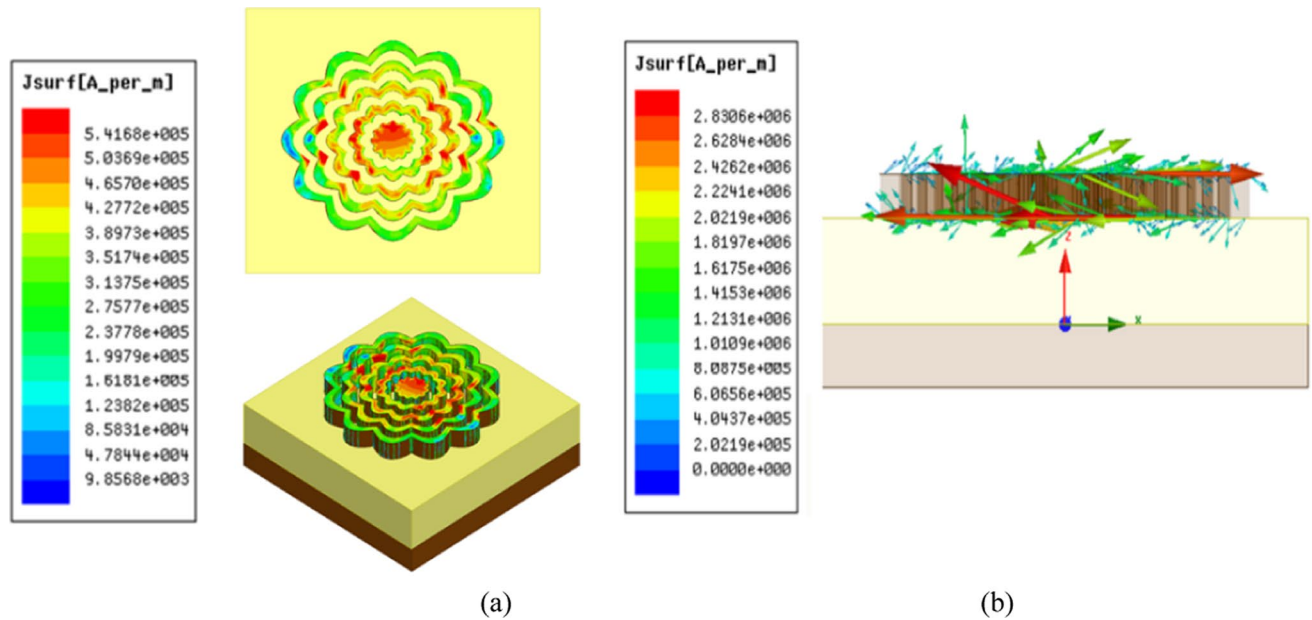 Jsurf[A_per_m]
5.4168e+005
5.0369e+005
4.6570e+005
4.2772e+005
3.8973e+005
3.5174e+005
3.1375e+005
2.7577e+005
2.3778e+005
1.9979e+005
1.6181e+005
1.2382e+005
8.5831e+004
4.7844e+004
9.8568e+003
Jsurf[A_per_m]
2.8306e+006
2.6284e+006
2.4262e+006
2.2241e+006
2.0219e+006
1.8197e+006
1.6175e+006
1.4153e+006
1.2131e+006
1.0109e+006
8.0875e+005
6.0656e+005
4.0437e+005
2.0219e+005
0.0000e+000
z
x
(a)
(b)